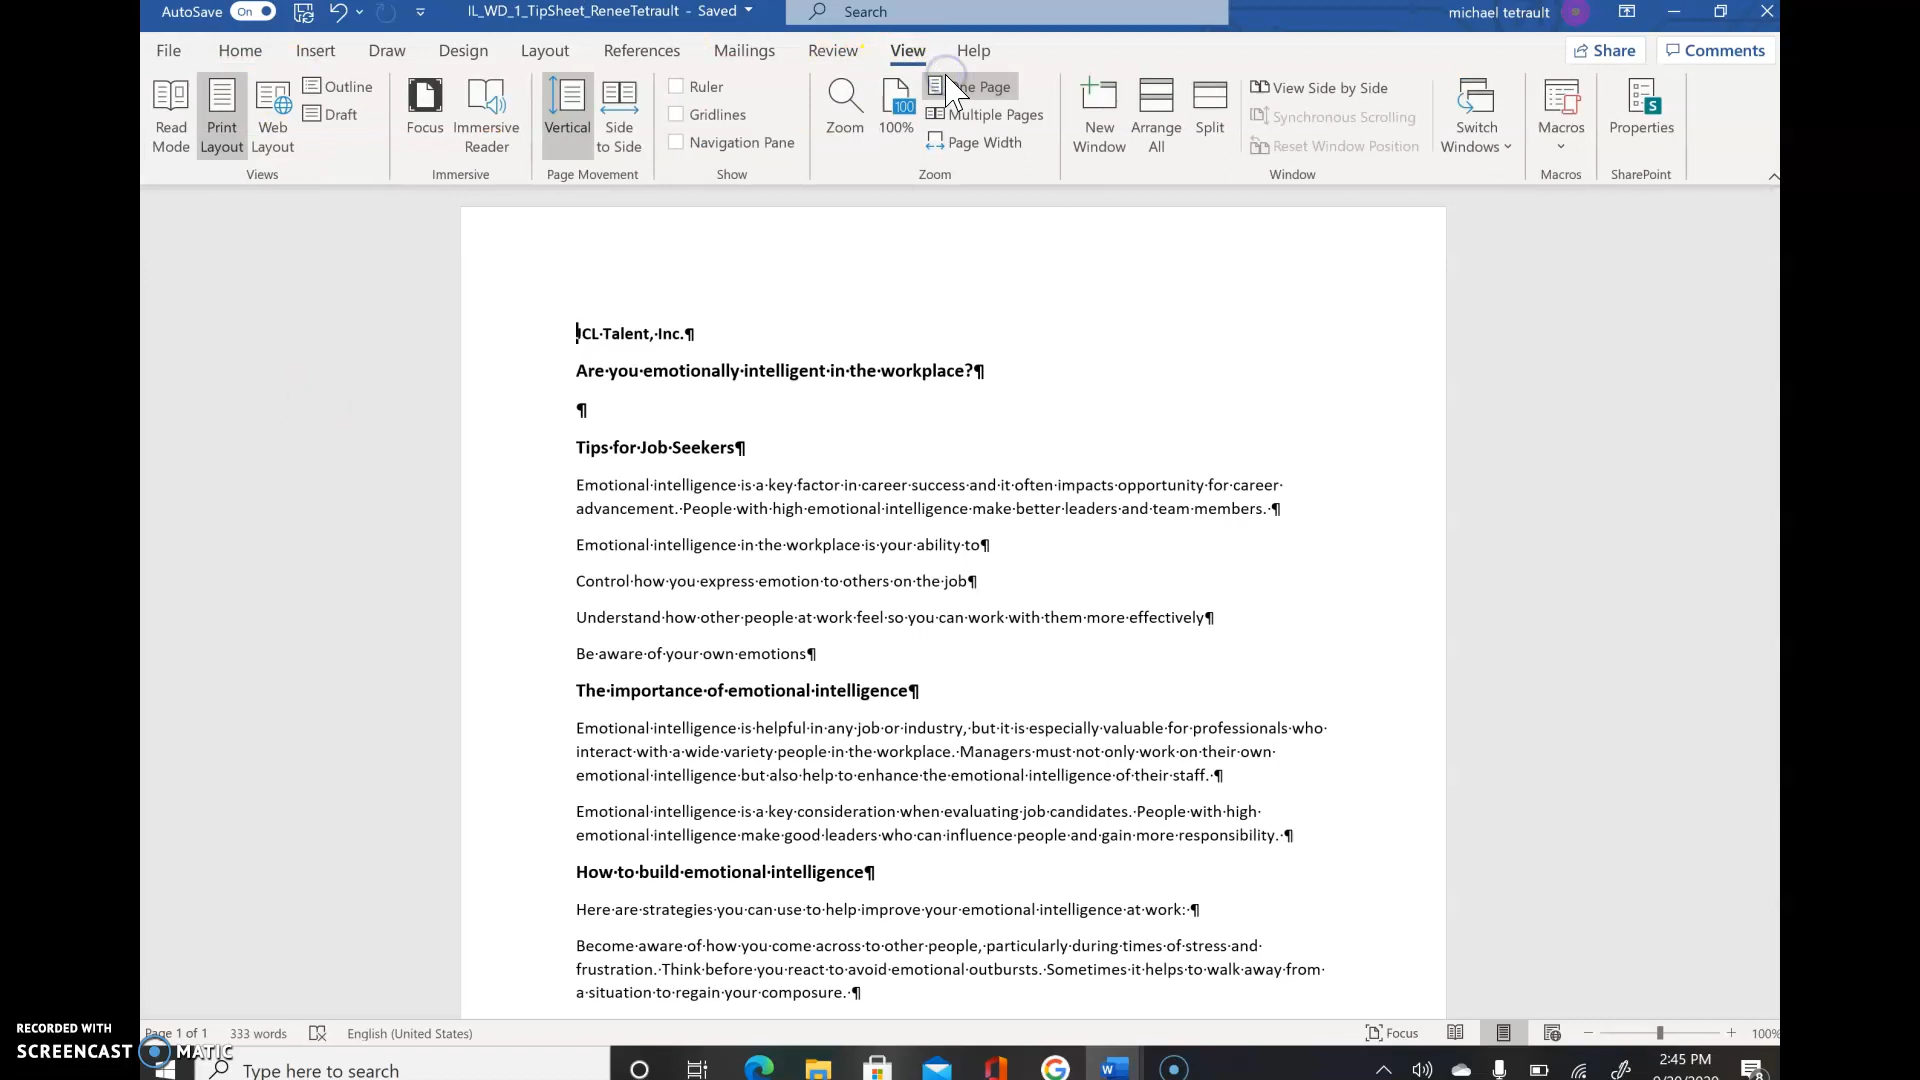 AutoSave On IL_WD_1_TipSheet_ReneeTetrault - Saved Search michael tetrault
File Home Insert Draw Design Layout References Mailings Review View Help Share Comments
Read Mode
Print Layout
Web Layout
Outline
Draft
Views
Focus
Immersive Reader
Immersive
Vertical
Side to Side
Page Movement
Ruler
Gridlines
Navigation Pane
Show
Zoom
100
100%
Page
Multiple Pages
Page Width
Zoom
New Window
Arrange All
Split
View Side by Side
Synchronous Scrolling
Reset Window Position
Window
Switch Windows
Macros
Macros
Properties
SharePoint
JCL·Talent,·Inc.¶
Are·you·emotionally·intelligent·in·the·workplace?¶
¶
Tips·for·Job·Seekers¶
Emotional·intelligence·is·a·key·factor·in·career·success·and·it·often·impacts·opportunity·for·career·
advancement.·People·with·high·emotional·intelligence·make·better·leaders·and·team·members.·¶
Emotional·intelligence·in·the·workplace·is·your·ability·to¶
Control·how·you·express·emotion·to·others·on·the·job¶
Understand·how·other·people·at·work·feel·so·you·can·work·with·them·more·effectively¶
Be·aware·of·your·own·emotions¶
The·importance·of·emotional·intelligence¶
Emotional·intelligence·is·helpful·in·any·job·or·industry,·but·it·is·especially·valuable·for·professionals·who·
interact·with·a·wide·variety·people·in·the·workplace.·Managers·must·not·only·work·on·their·own·
emotional·intelligence·but·also·help·to·enhance·the·emotional·intelligence·of·their·staff.·¶
Emotional·intelligence·is·a·key·consideration·when·evaluating·job·candidates.·People·with·high·
emotional·intelligence·make·good·leaders·who·can·influence·people·and·gain·more·responsibility.·¶
How·to·build·emotional·intelligence¶
Here·are·strategies·you·can·use·to·help·improve·your·emotional·intelligence·at·work:·¶
Become·aware·of·how·you·come·across·to·other·people,·particularly·during·times·of·stress·and·
frustration.·Think·before·you·react·to·avoid·emotional·outbursts.·Sometimes·it·helps·to·walk·away·from·
a·situation·to·regain·your·composure.·¶
Page 1 of 1 333 words English (United States) Focus 100%
RECORDED WITH
SCREENCAST MATIC
Type here to search
2:45 PM